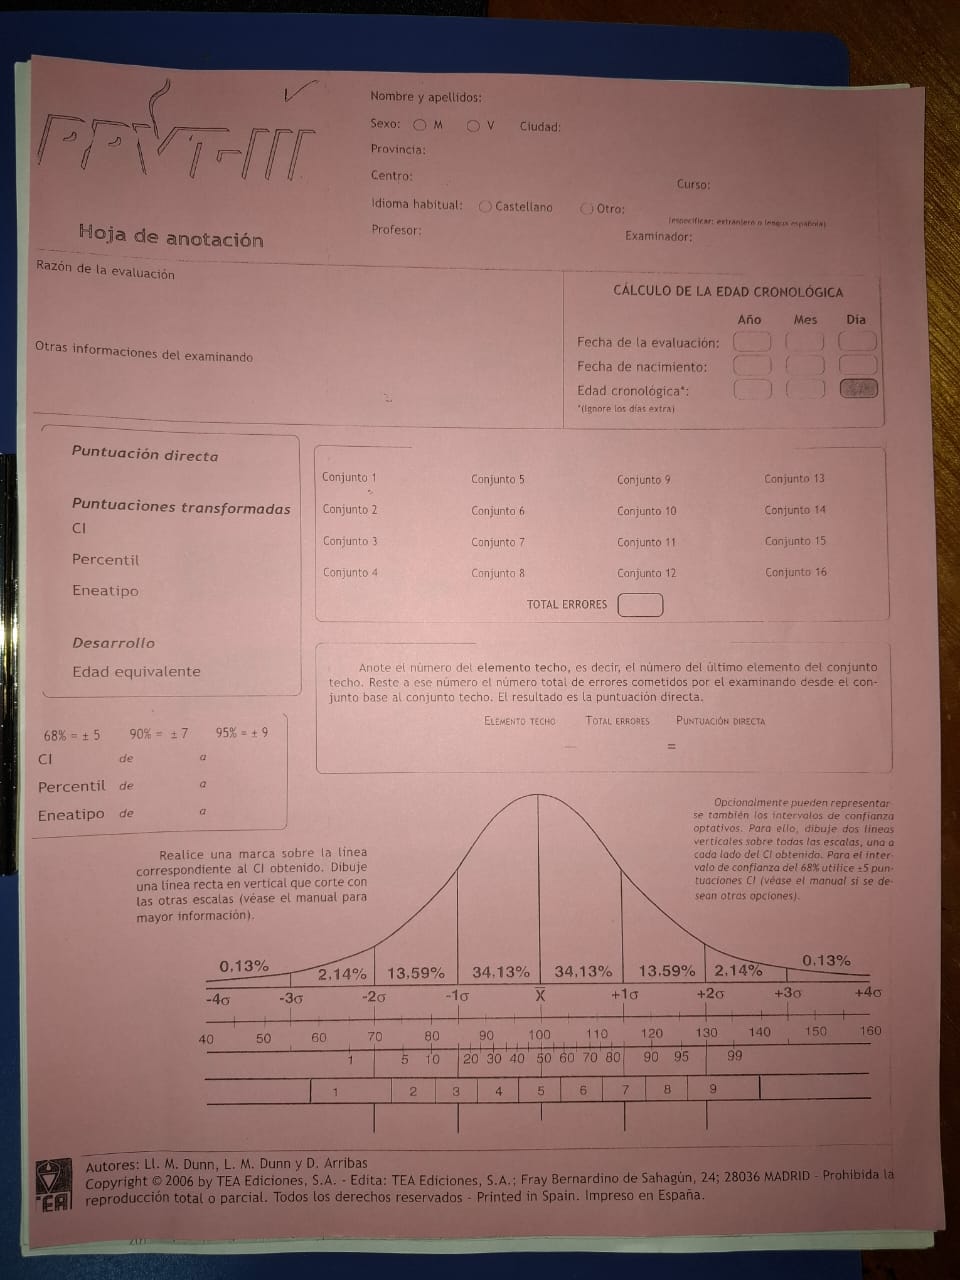 PPVT-III
Hoja de anotación
Nombre y apellidos:
Sexo: M V Ciudad:
Provincia:
Centro:
Curso:
Idioma habitual: Castellano Otro:
(especificar: extranjero o lengua española)
Profesor:
Examinador:
Razón de la evaluación
Otras informaciones del examinando
CÁLCULO DE LA EDAD CRONOLÓGICA
Año Mes Día
Fecha de la evaluación:
Fecha de nacimiento:
Edad cronológica*:
*(Ignore los días extra)
Puntuación directa
Puntuaciones transformadas
CI
Percentil
Eneatipo
Desarrollo
Edad equivalente
Conjunto 1 Conjunto 5 Conjunto 9 Conjunto 13
Conjunto 2 Conjunto 6 Conjunto 10 Conjunto 14
Conjunto 3 Conjunto 7 Conjunto 11 Conjunto 15
Conjunto 4 Conjunto 8 Conjunto 12 Conjunto 16
TOTAL ERRORES
Anote el número del elemento techo, es decir, el número del último elemento del conjunto
techo. Reste a ese número el número total de errores cometidos por el examinando desde el con-
junto base al conjunto techo. El resultado es la puntuación directa.
ELEMENTO TECHO TOTAL ERRORES PUNTUACIÓN DIRECTA
— =
68% = ± 5 90% = ± 7 95% = ± 9
CI de a
Percentil de a
Eneatipo de a
Realice una marca sobre la línea
correspondiente al CI obtenido. Dibuje
una línea recta en vertical que corte con
las otras escalas (véase el manual para
mayor información).
Opcionalmente pueden representar-
se también los intervalos de confianza
optativos. Para ello, dibuje dos líneas
verticales sobre todas las escalas, una a
cada lado del CI obtenido. Para el inter-
valo de confianza del 68% utilice ±5 pun-
tuaciones CI (véase el manual si se de-
sean otras opciones).
0,13% 2,14% 13,59% 34,13% 34,13% 13,59% 2,14% 0,13%
-4σ -3σ -2σ -1σ X̅ +1σ +2σ +3σ +4σ
40 50 60 70 80 90 100 110 120 130 140 150 160
1 5 10 20 30 40 50 60 70 80 90 95 99
1 2 3 4 5 6 7 8 9
TEA
Autores: Ll. M. Dunn, L. M. Dunn y D. Arribas
Copyright © 2006 by TEA Ediciones, S.A. - Edita: TEA Ediciones, S.A.; Fray Bernardino de Sahagún, 24; 28036 MADRID - Prohibida la
reproducción total o parcial. Todos los derechos reservados - Printed in Spain. Impreso en España.